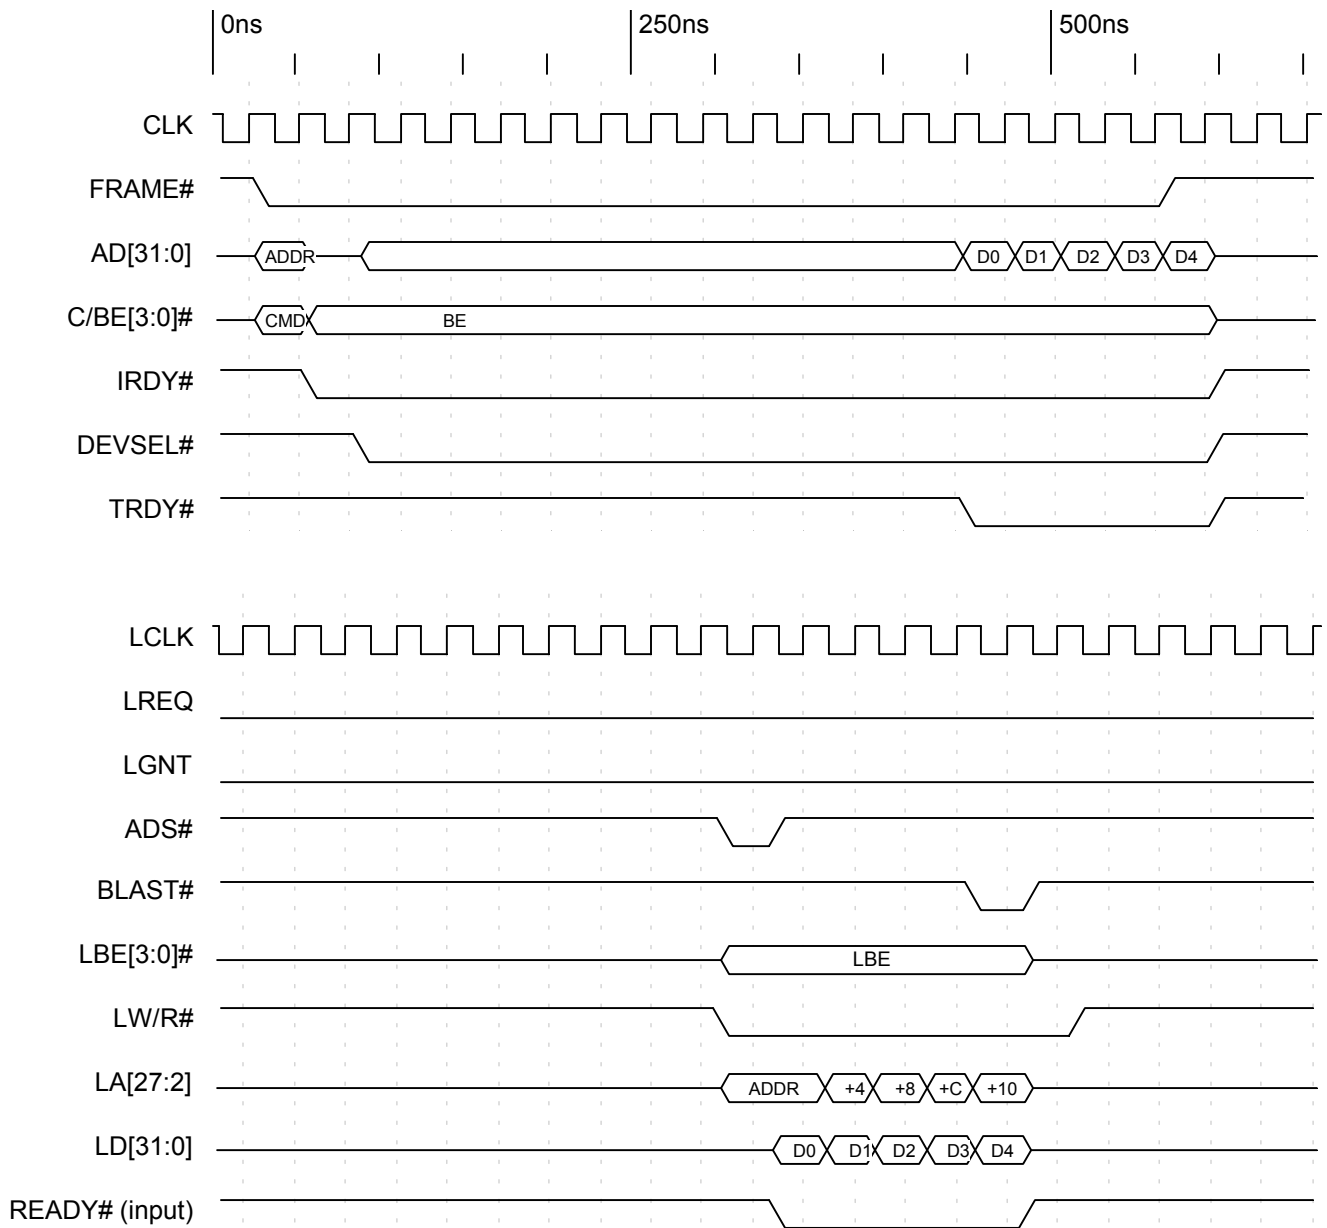 0ns 250ns 500ns
CLK
FRAME#
AD[31:0] ADDR D0 D1 D2 D3 D4
C/BE[3:0]# CMD BE
IRDY#
DEVSEL#
TRDY#
LCLK
LREQ
LGNT
ADS#
BLAST#
LBE[3:0]# LBE
LW/R#
LA[27:2] ADDR +4 +8 +C +10
LD[31:0] D0 D1 D2 D3 D4
READY# (input)